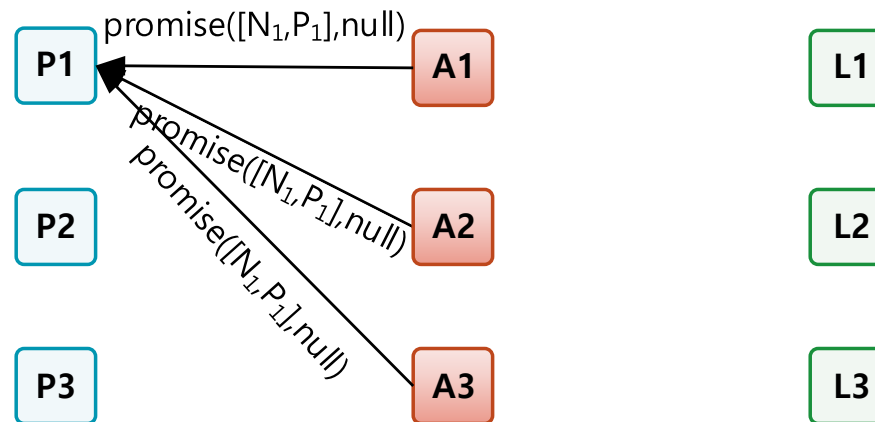 promise([N₁,P₁],null)
P1
A1
L1
promise([N₁,P₁],null)
promise([N₁,P₁],null)
P2
A2
L2
P3
A3
L3